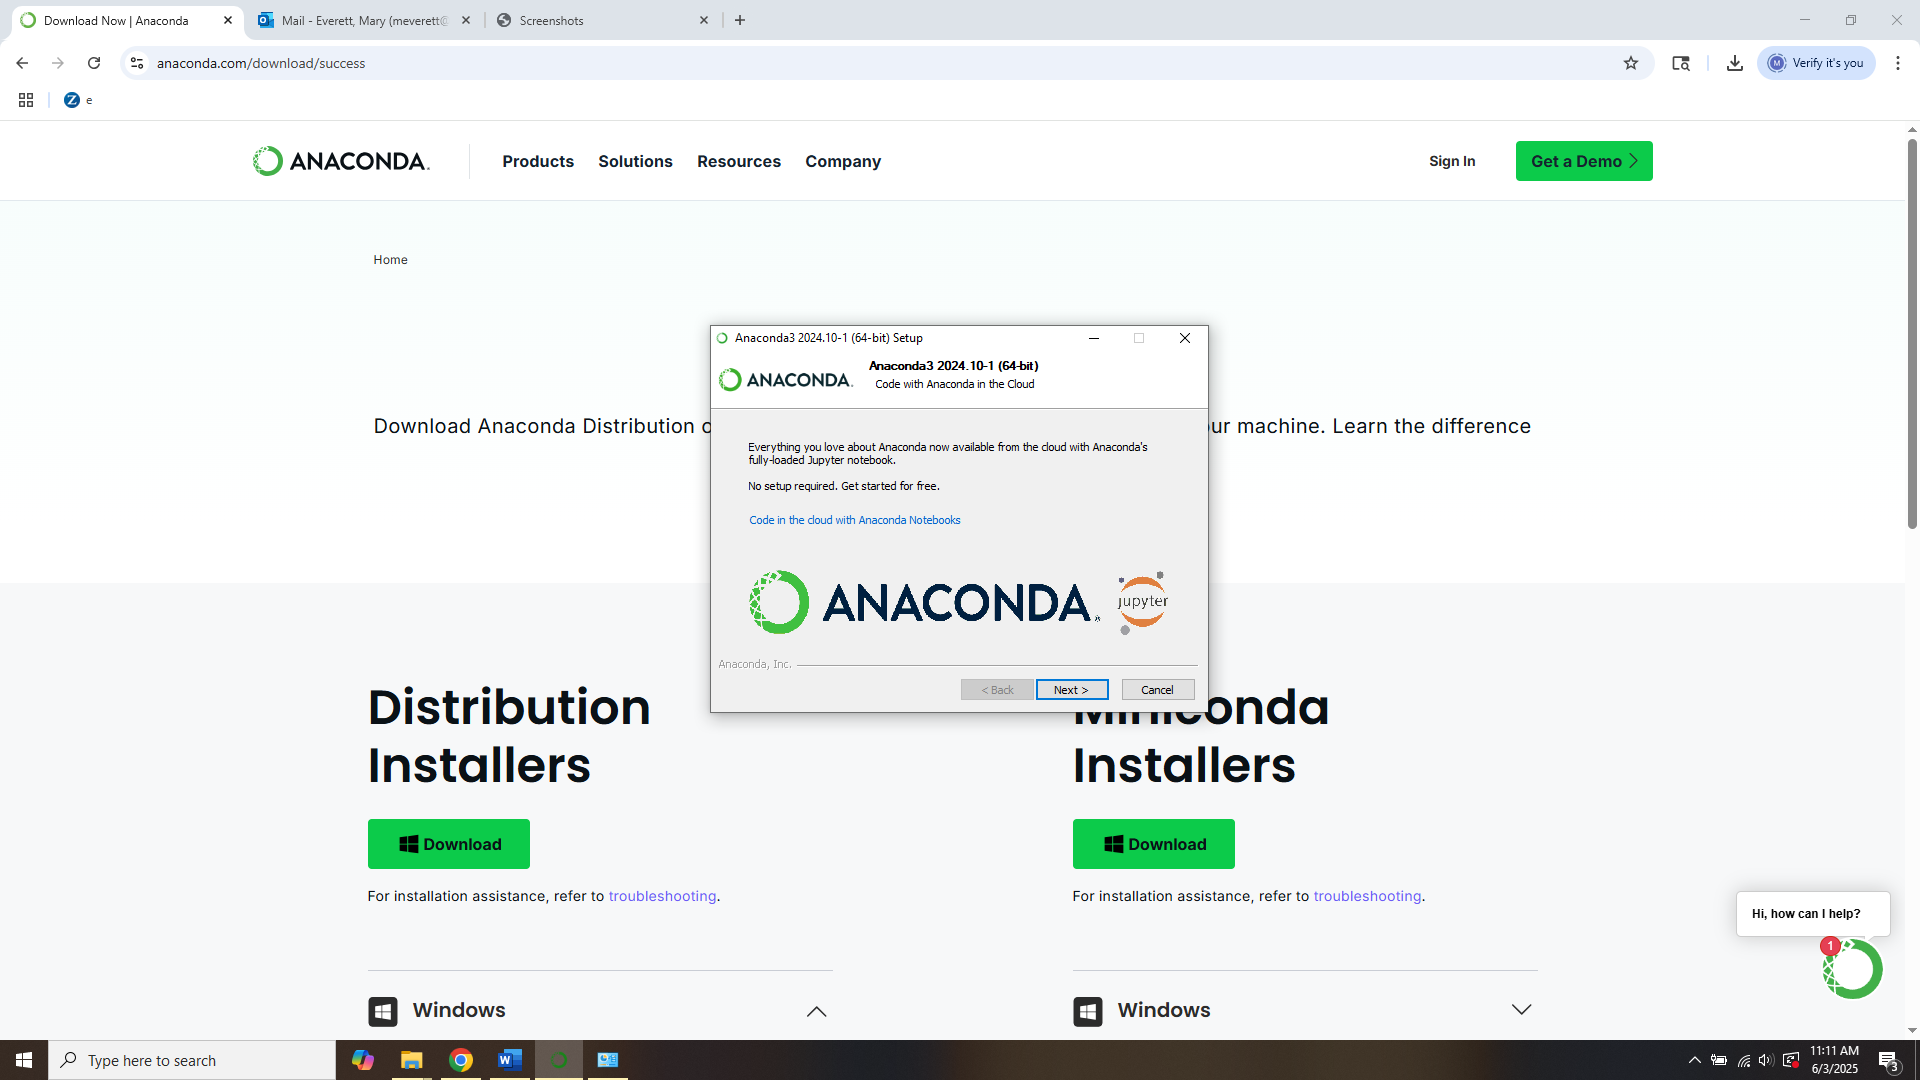 Download Now | Anaconda
Mail - Everett, Mary (meverett@
Screenshots
anaconda.com/download/success
M
Verify it's you
Z
e
ANACONDA.
Products
Solutions
Resources
Company
Sign In
Get a Demo
Home
Download Anaconda Distribution
ur machine. Learn the difference
Anaconda3 2024.10-1 (64-bit) Setup
ANACONDA.
Anaconda3 2024.10-1 (64-bit)
Code with Anaconda in the Cloud
Everything you love about Anaconda now available from the cloud with Anaconda's
fully-loaded Jupyter notebook.
No setup required. Get started for free.
Code in the cloud with Anaconda Notebooks
ANACONDA.®
jupyter
Anaconda, Inc.
< Back
Next >
Cancel
Distribution
Installers
Download
For installation assistance, refer to troubleshooting.
Windows
Miniconda
Installers
Download
For installation assistance, refer to troubleshooting.
Windows
Hi, how can I help?
1
Type here to search
W
11:11 AM
6/3/2025
3